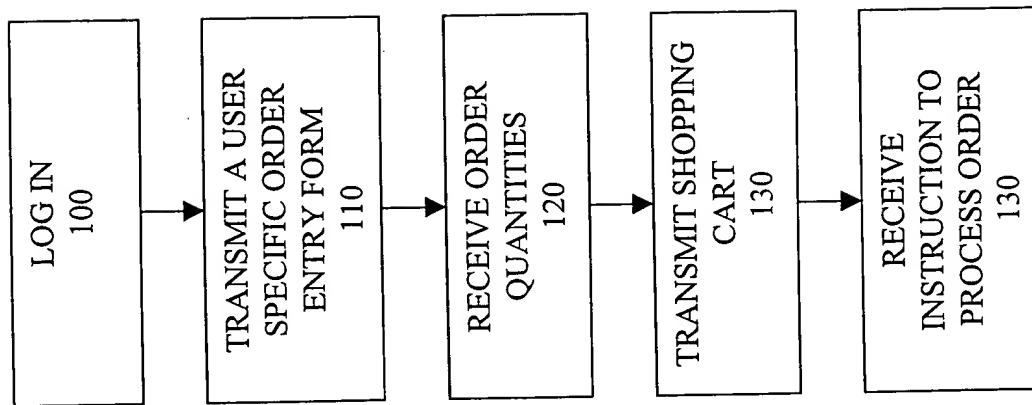 LOG IN
100
TRANSMIT A USER
SPECIFIC ORDER
ENTRY FORM
110
RECEIVE ORDER
QUANTITIES
120
TRANSMIT SHOPPING
CART
130
RECEIVE
INSTRUCTION TO
PROCESS ORDER
130